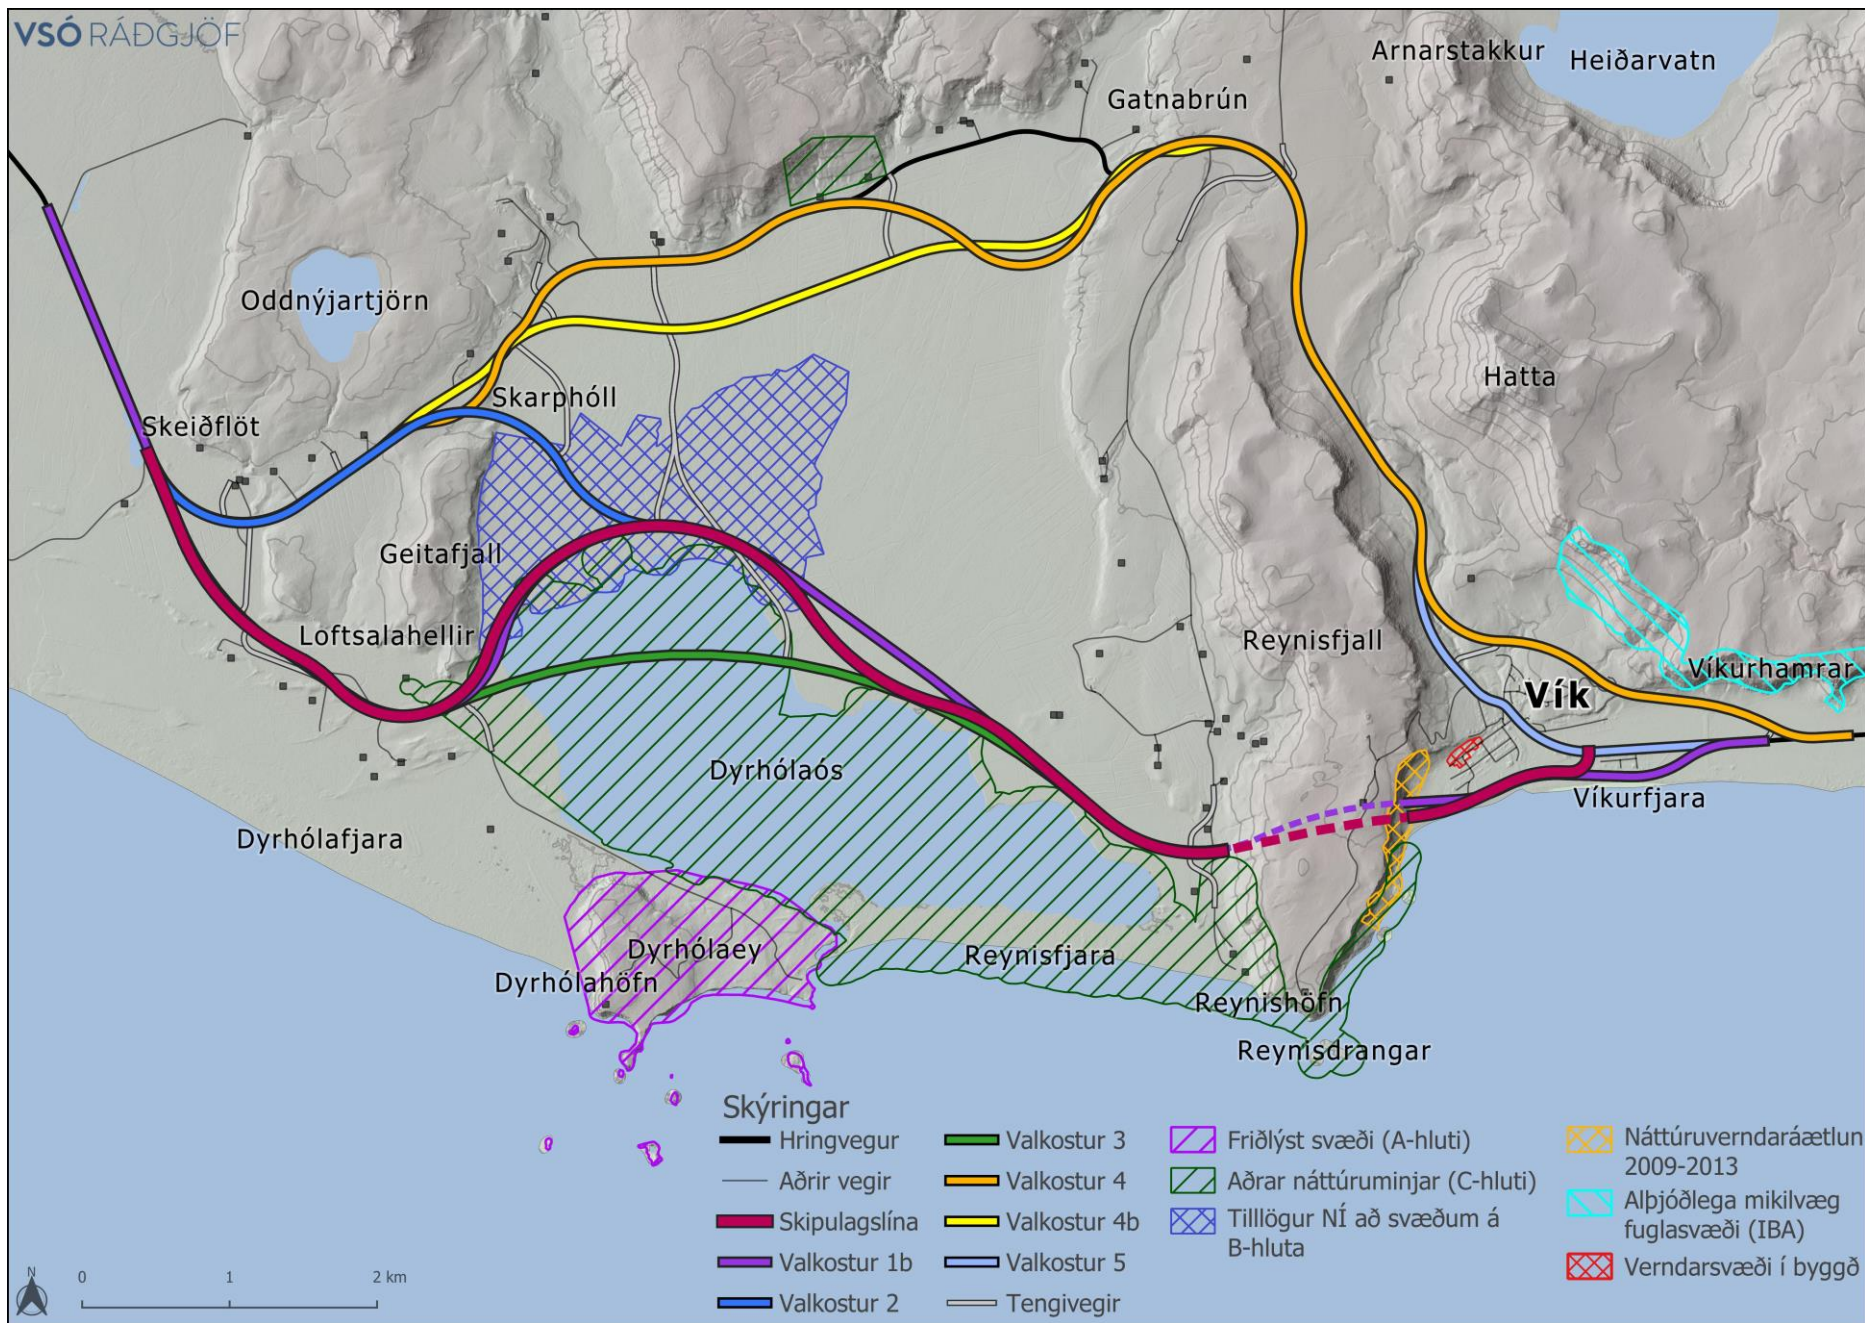 VSÓ RÁÐGJÖF
Arnarstakkur
Heiðarvatn
Gatnabrún
Oddnýjartjörn
Hatta
Skarphóll
Skeiðflöt
Geitafjall
Loftsalahellir
Reynisfjall
Víkurhamrar
Vík
Dyrhólaós
Víkurfjara
Dyrhólafjara
Dyrhólaey
Reynisfjara
Dyrhólahöfn
Reynishöfn
Reynisdrangar
Skýringar
Hringvegur
Aðrir vegir
Skipulagslína
Valkostur 1b
Valkostur 2
Valkostur 3
Valkostur 4
Valkostur 4b
Valkostur 5
Tengivegir
Friðlýst svæði (A-hluti)
Aðrar náttúruminjar (C-hluti)
Tilllögur NÍ að svæðum á
B-hluta
Náttúruverndaráætlun
2009-2013
Alþjóðlega mikilvæg
fuglasvæði (IBA)
Verndarsvæði í byggð
N
0 1 2 km